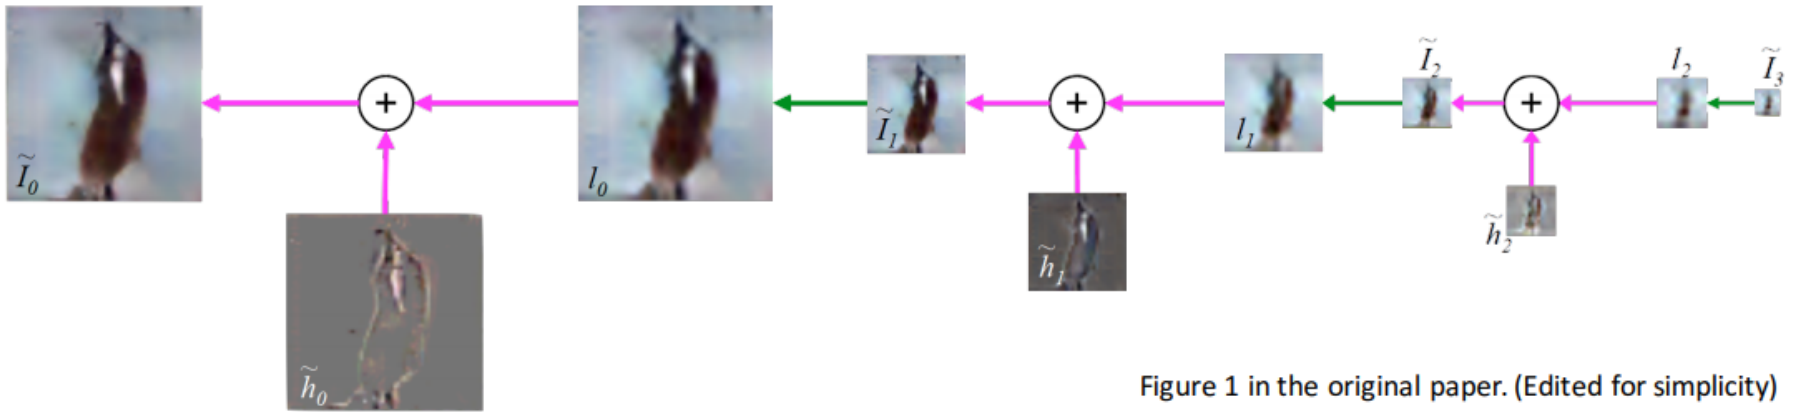 Ĩ₀
l₀
Ĩ₁
l₁
Ĩ₂
l₂
Ĩ₃
+
+
+
h̃₀
h̃₁
h̃₂
Figure 1 in the original paper. (Edited for simplicity)